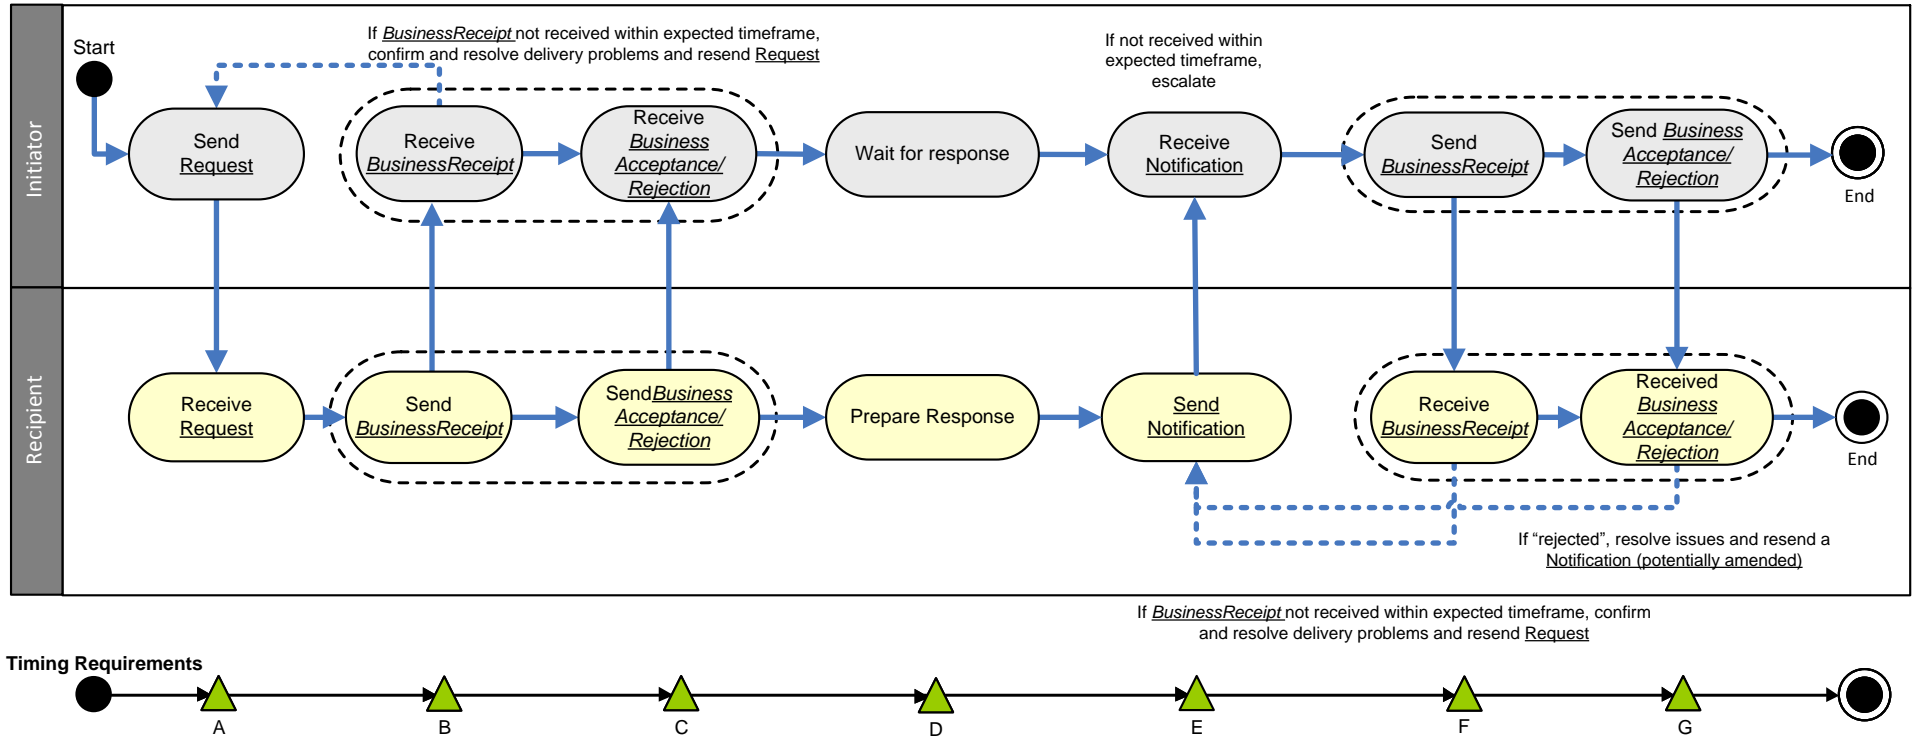 Initiator
Start
If BusinessReceipt not received within expected timeframe,
confirm and resolve delivery problems and resend Request
If not received within
expected timeframe,
escalate
Send
Request
Receive
BusinessReceipt
Receive
Business
Acceptance/
Rejection
Wait for response
Receive
Notification
Send
BusinessReceipt
Send Business
Acceptance/
Rejection
End
Recipient
Receive
Request
Send
BusinessReceipt
SendBusiness
Acceptance/
Rejection
Prepare Response
Send
Notification
Receive
BusinessReceipt
Received
Business
Acceptance/
Rejection
End
If “rejected”, resolve issues and resend a
Notification (potentially amended)
If BusinessReceipt not received within expected timeframe, confirm
and resolve delivery problems and resend Request
Timing Requirements
A
B
C
D
E
F
G